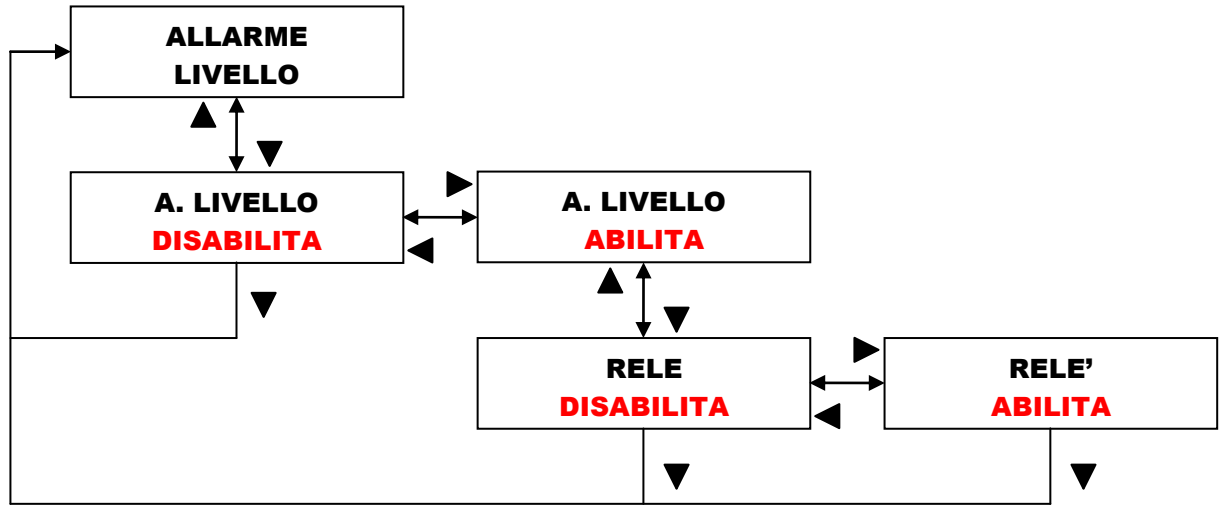 ALLARME
LIVELLO
A. LIVELLO
DISABILITA
A. LIVELLO
ABILITA
RELE
DISABILITA
RELE’
ABILITA